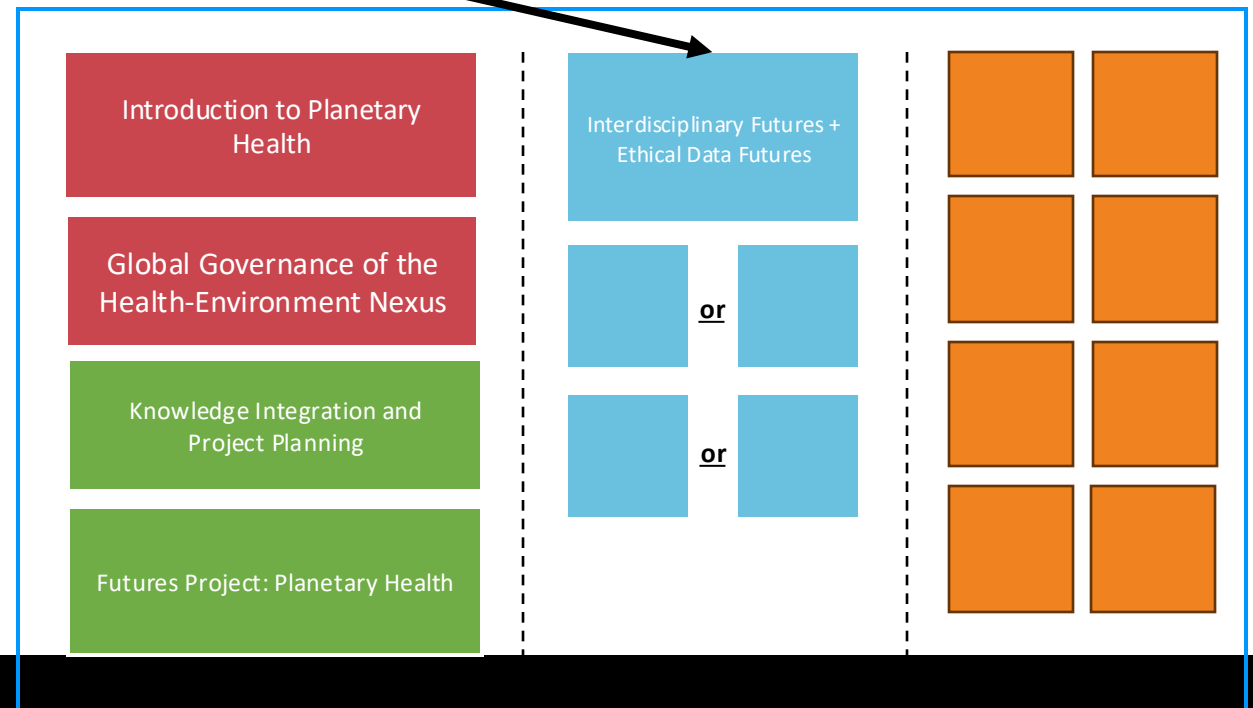 Introduction to Planetary
Health
Global Governance of the
Health-Environment Nexus
Knowledge Integration and
Project Planning
Futures Project: Planetary Health
Interdisciplinary Futures +
Ethical Data Futures
or
or